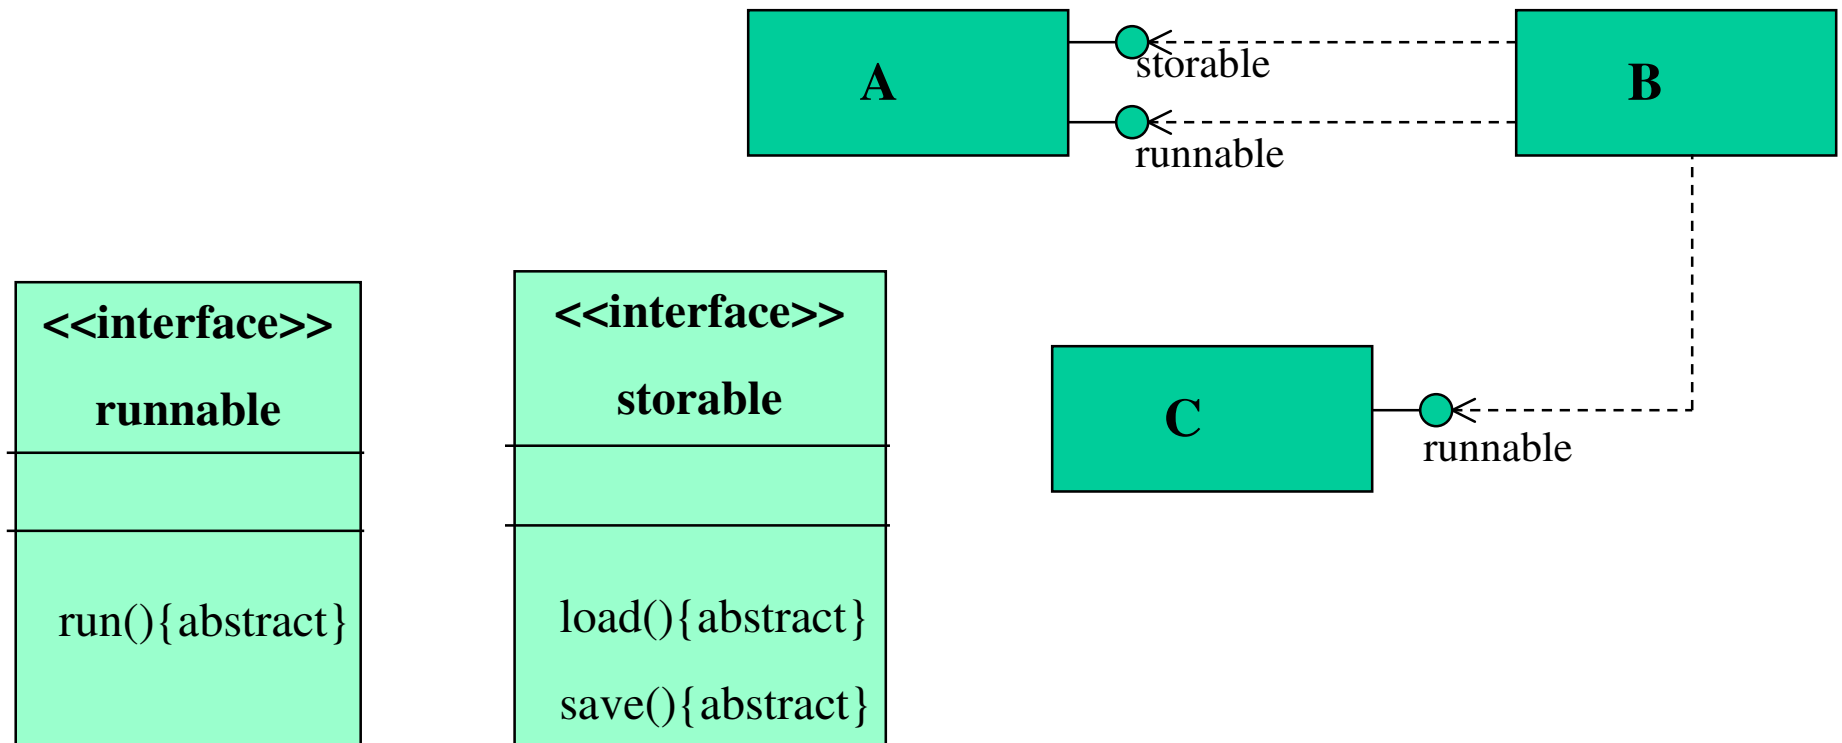 A
storable
runnable
B
<<interface>>
runnable
run(){abstract}
<<interface>>
storable
load(){abstract}
save(){abstract}
C
runnable